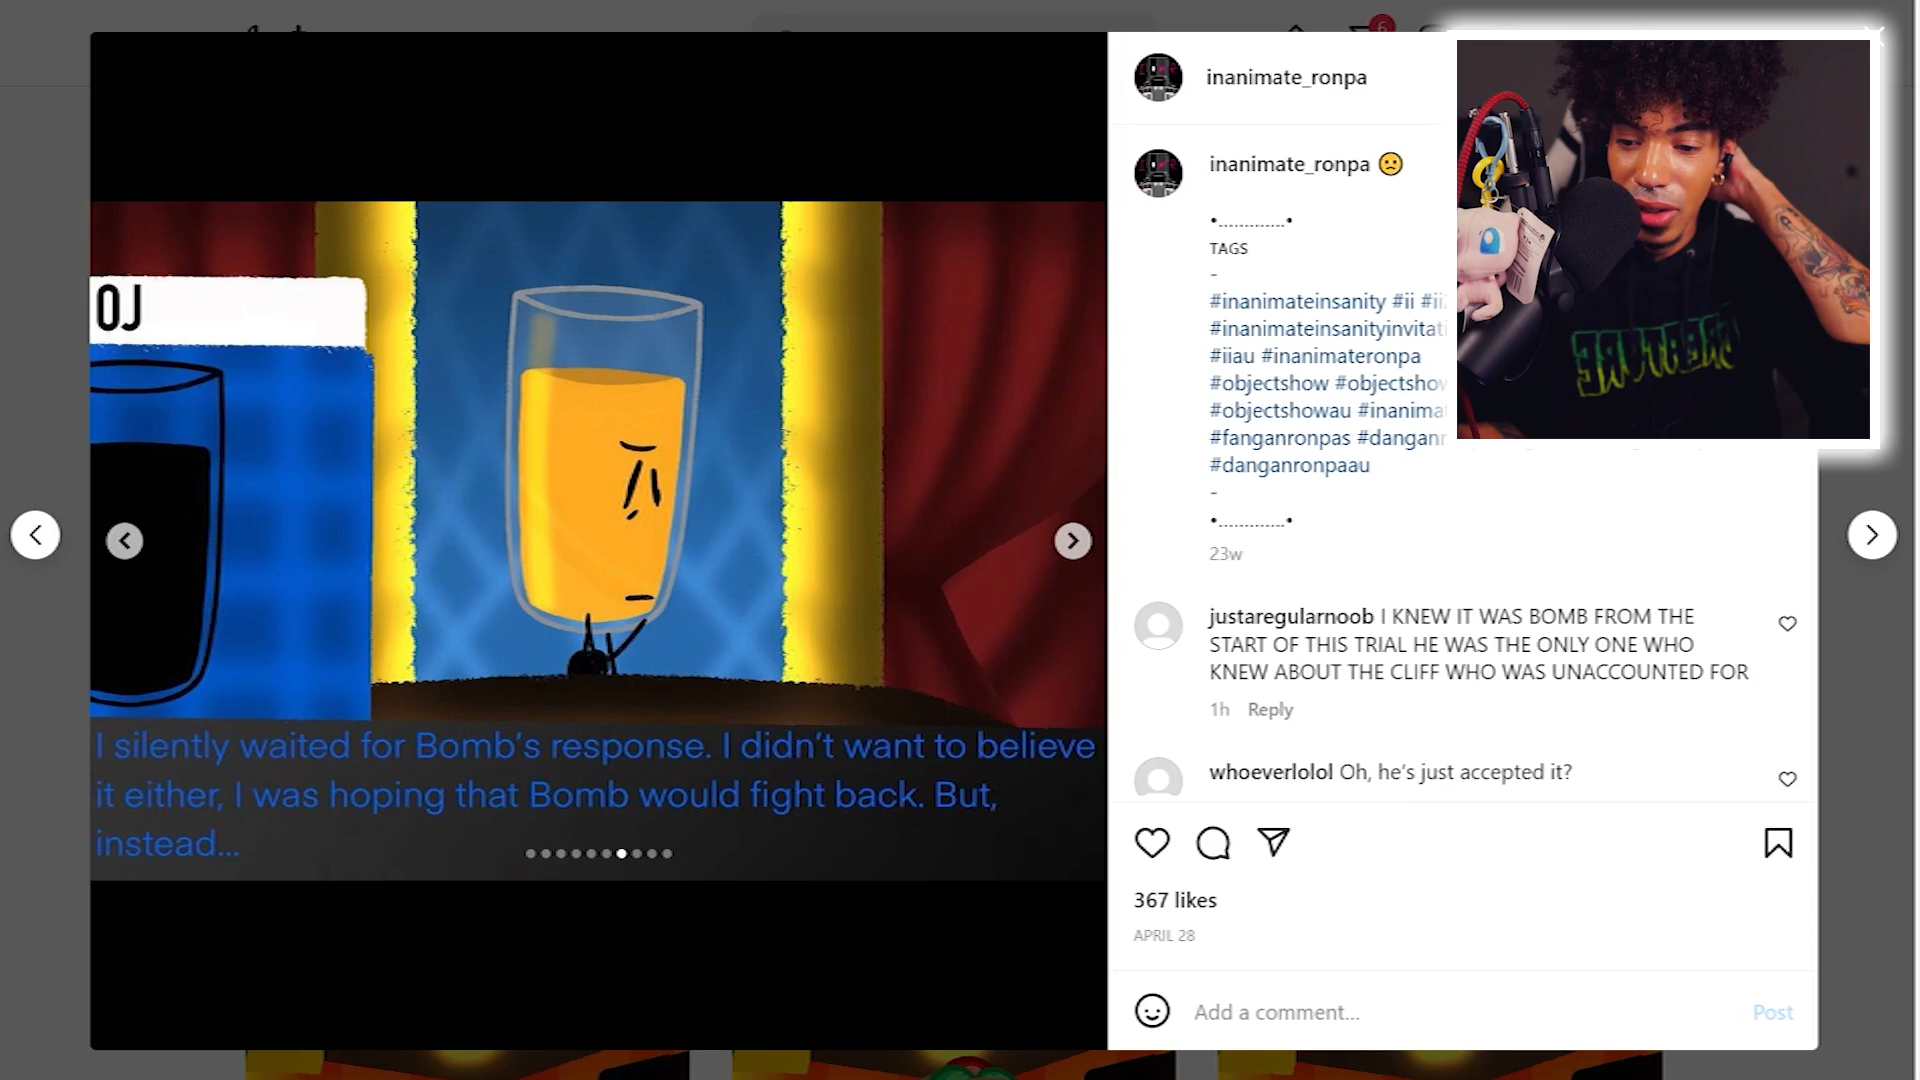 6
inanimate_ronpa
inanimate_ronpa
•.............•
TAGS
-
#inanimateinsanity #ii
#inanimateinsanityinvitati
#iiau #inanimateronpa
#objectshow #objectshow
#objectshowau #inanima
#fanganronpas #dangan
#danganronpaau
-
•.............•
23w
justaregularnoob I KNEW IT WAS BOMB FROM THE
START OF THIS TRIAL HE WAS THE ONLY ONE WHO
KNEW ABOUT THE CLIFF WHO WAS UNACCOUNTED FOR
1h Reply
whoeverlolol Oh, he's just accepted it?
367 likes
APRIL 28
Add a comment...
Post
OJ
I silently waited for Bomb's response. I didn't want to believe
it either, I was hoping that Bomb would fight back. But,
instead...